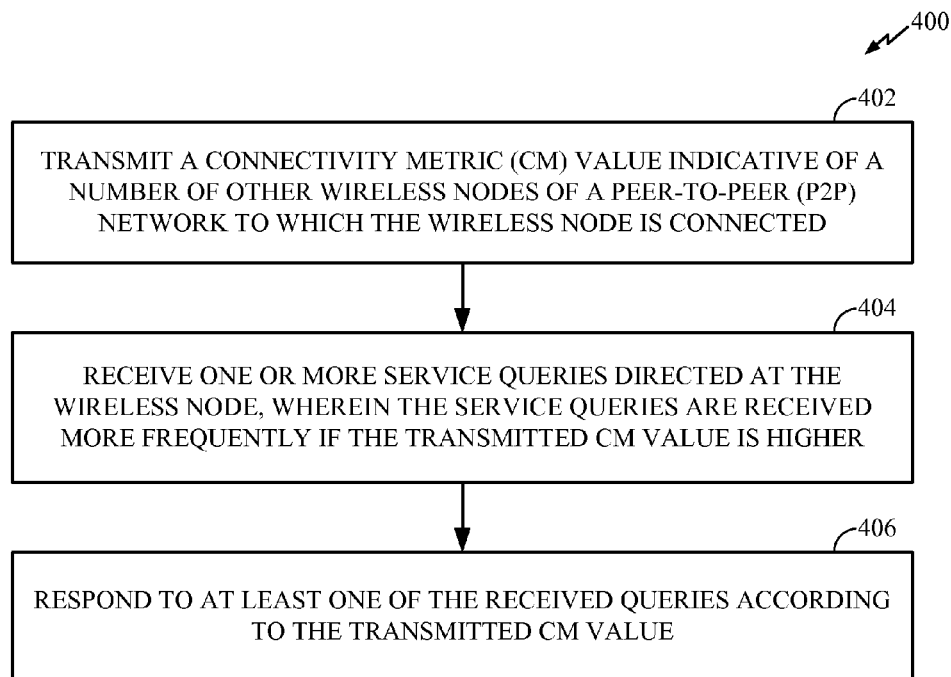 400
402
TRANSMIT A CONNECTIVITY METRIC (CM) VALUE INDICATIVE OF A
NUMBER OF OTHER WIRELESS NODES OF A PEER-TO-PEER (P2P)
NETWORK TO WHICH THE WIRELESS NODE IS CONNECTED
404
RECEIVE ONE OR MORE SERVICE QUERIES DIRECTED AT THE
WIRELESS NODE, WHEREIN THE SERVICE QUERIES ARE RECEIVED
MORE FREQUENTLY IF THE TRANSMITTED CM VALUE IS HIGHER
406
RESPOND TO AT LEAST ONE OF THE RECEIVED QUERIES ACCORDING
TO THE TRANSMITTED CM VALUE